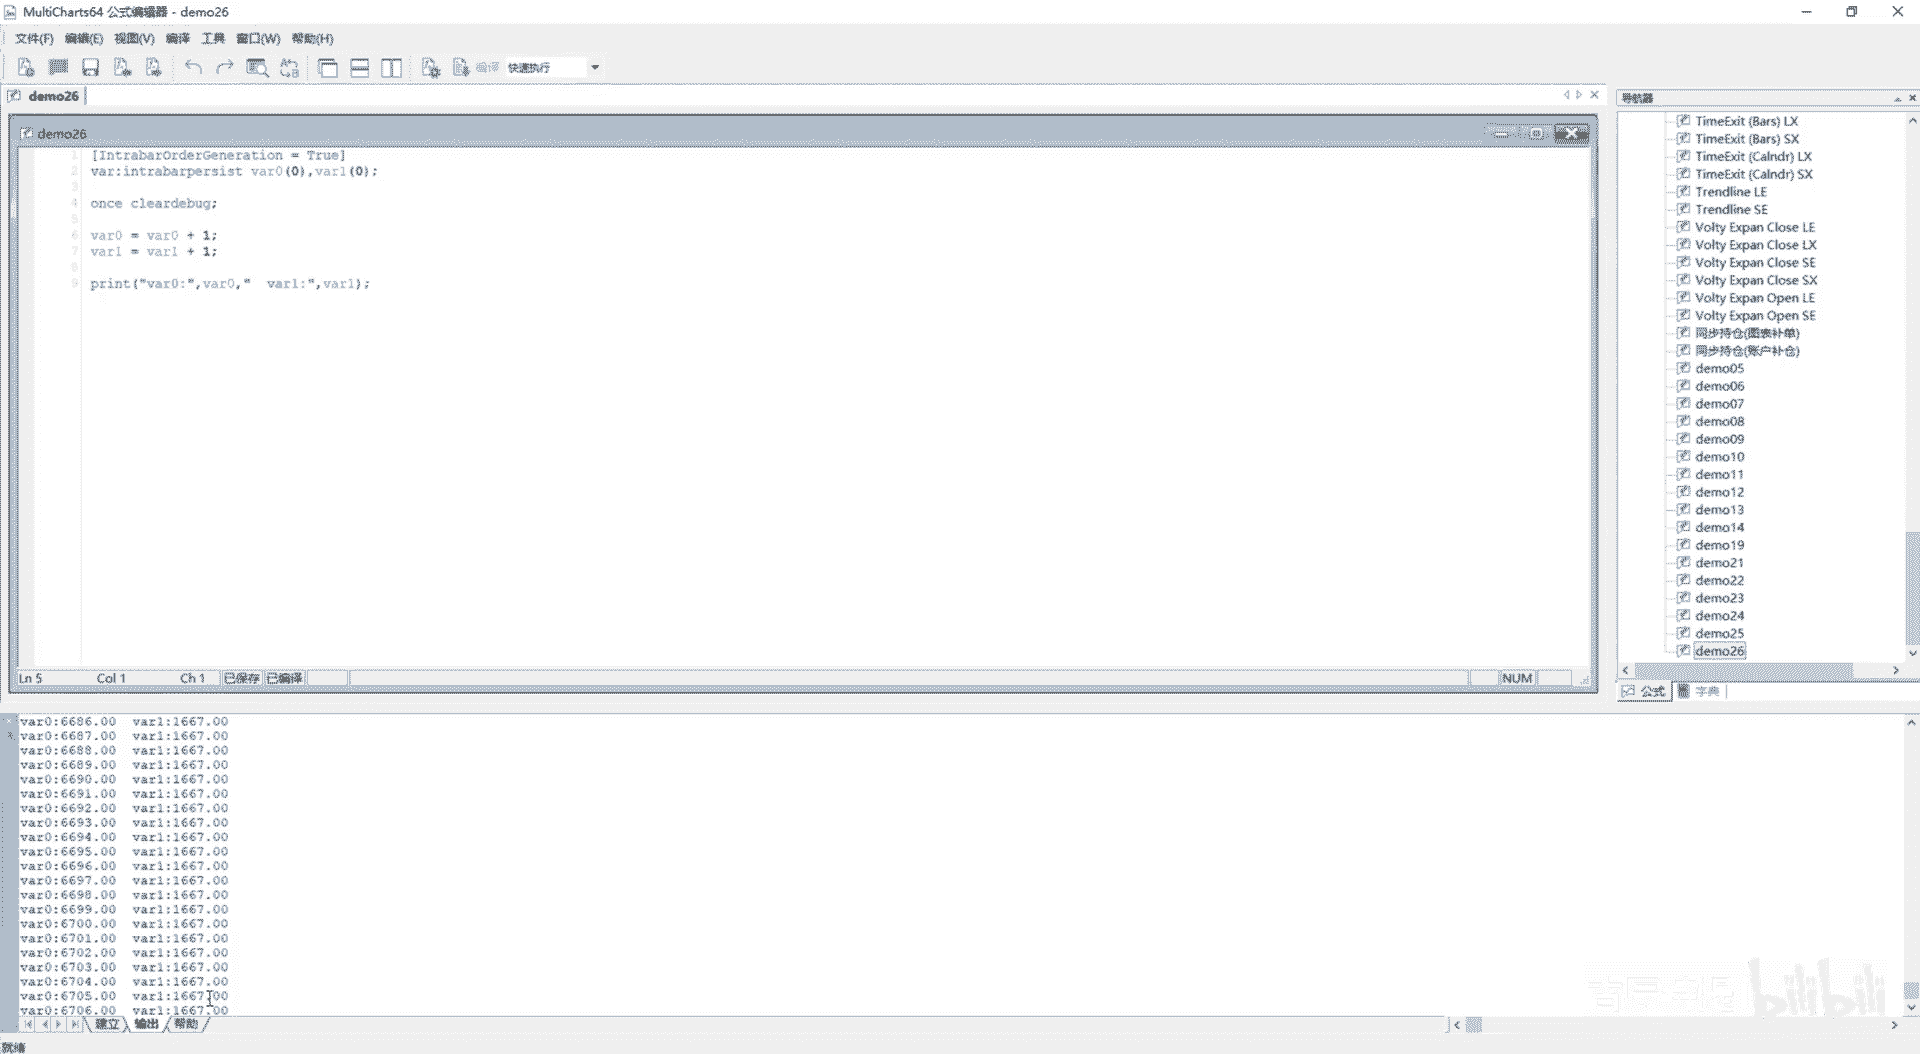 MultiCharts64 公式编辑器 - demo26
文件(F) 编辑(E) 视图(V) 编译 工具 窗口(W) 帮助(H)
编译 快速执行
demo26
导航器
demo26
1 [IntrabarOrderGeneration = True]
2 var:intrabarpersist var0(0),var1(0);
3
4 once cleardebug;
5
6 var0 = var0 + 1;
7 var1 = var1 + 1;
8
9 print("var0:",var0,"  var1:",var1);
TimeExit (Bars) LX
TimeExit (Bars) SX
TimeExit (Calndr) LX
TimeExit (Calndr) SX
Trendline LE
Trendline SE
Volty Expan Close LE
Volty Expan Close LX
Volty Expan Close SE
Volty Expan Close SX
Volty Expan Open LE
Volty Expan Open SE
同步持仓(图表补单)
同步持仓(账户补仓)
demo05
demo06
demo07
demo08
demo09
demo10
demo11
demo12
demo13
demo14
demo19
demo21
demo22
demo23
demo24
demo25
demo26
Ln 5 Col 1 Ch 1 已保存 已编译 NUM
公式 字典
var0:6686.00  var1:1667.00
var0:6687.00  var1:1667.00
var0:6688.00  var1:1667.00
var0:6689.00  var1:1667.00
var0:6690.00  var1:1667.00
var0:6691.00  var1:1667.00
var0:6692.00  var1:1667.00
var0:6693.00  var1:1667.00
var0:6694.00  var1:1667.00
var0:6695.00  var1:1667.00
var0:6696.00  var1:1667.00
var0:6697.00  var1:1667.00
var0:6698.00  var1:1667.00
var0:6699.00  var1:1667.00
var0:6700.00  var1:1667.00
var0:6701.00  var1:1667.00
var0:6702.00  var1:1667.00
var0:6703.00  var1:1667.00
var0:6704.00  var1:1667.00
var0:6705.00  var1:1667.00
var0:6706.00  var1:1667.00
bilibili
建立 输出 帮助
就绪